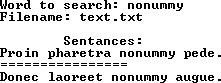 Word to search: nonummy
Filename: text.txt
Sentances:
Proin pharetra nonummy pede.
================
Donec laoreet nonummy augue.